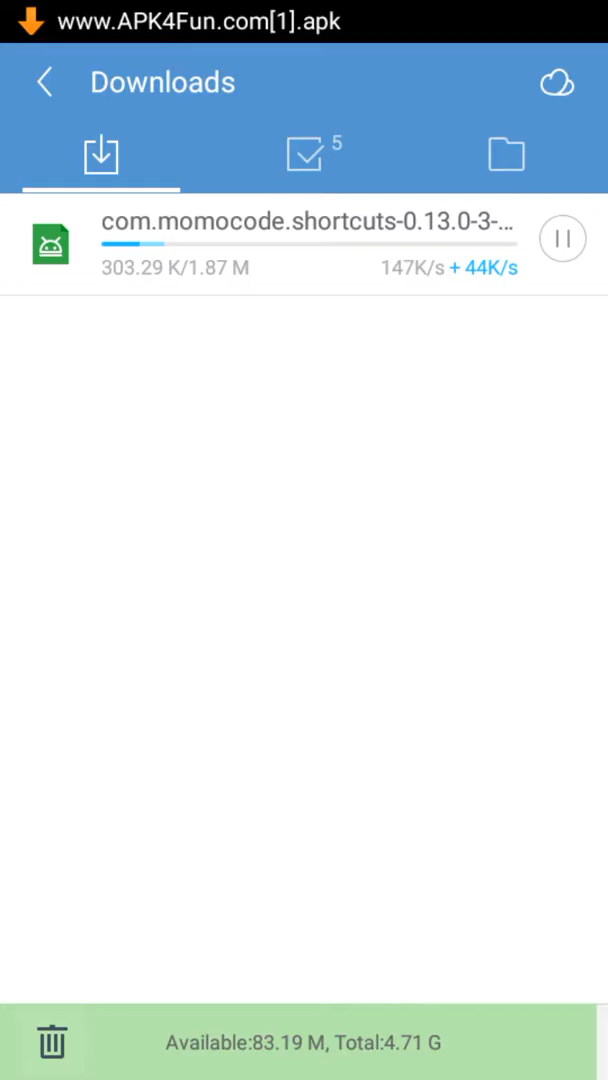 www.APK4Fun.com[1].apk
Downloads
5
com.momocode.shortcuts-0.13.0-3-...
303.29 K/1.87 M
147K/s + 44K/s
Available:83.19 M, Total:4.71 G